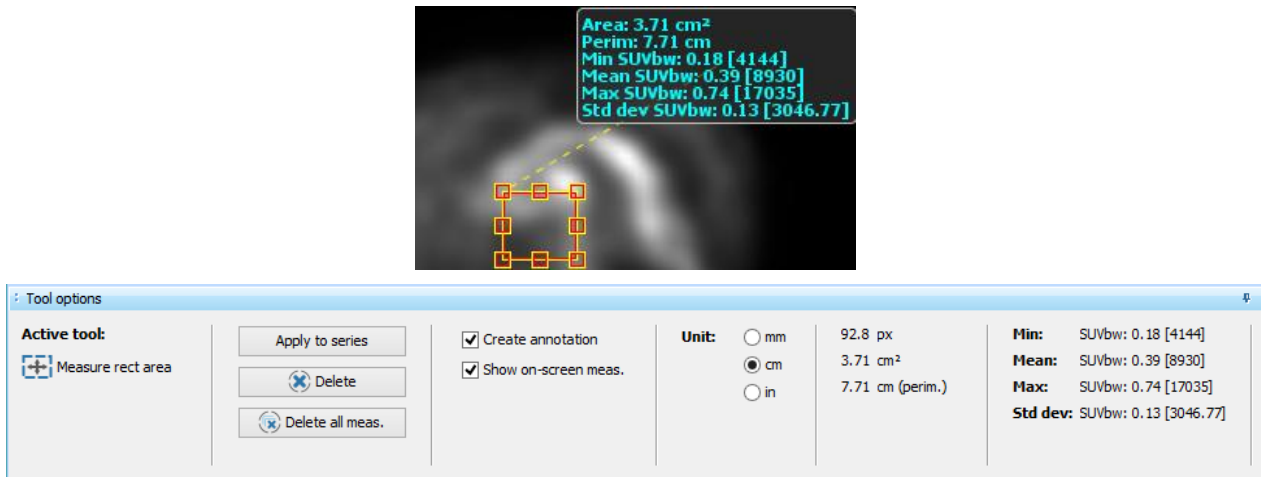 Area: 3.71 cm²
Perim: 7.71 cm
Min SUVbw: 0.18 [4144]
Mean SUVbw: 0.39 [8930]
Max SUVbw: 0.74 [17035]
Std dev SUVbw: 0.13 [3046.77]
Tool options
Active tool:
Measure rect area
Apply to series
Delete
Delete all meas.
Create annotation
Show on-screen meas.
Unit:
mm
cm
in
92.8 px
3.71 cm²
7.71 cm (perim.)
Min: SUVbw: 0.18 [4144]
Mean: SUVbw: 0.39 [8930]
Max: SUVbw: 0.74 [17035]
Std dev: SUVbw: 0.13 [3046.77]